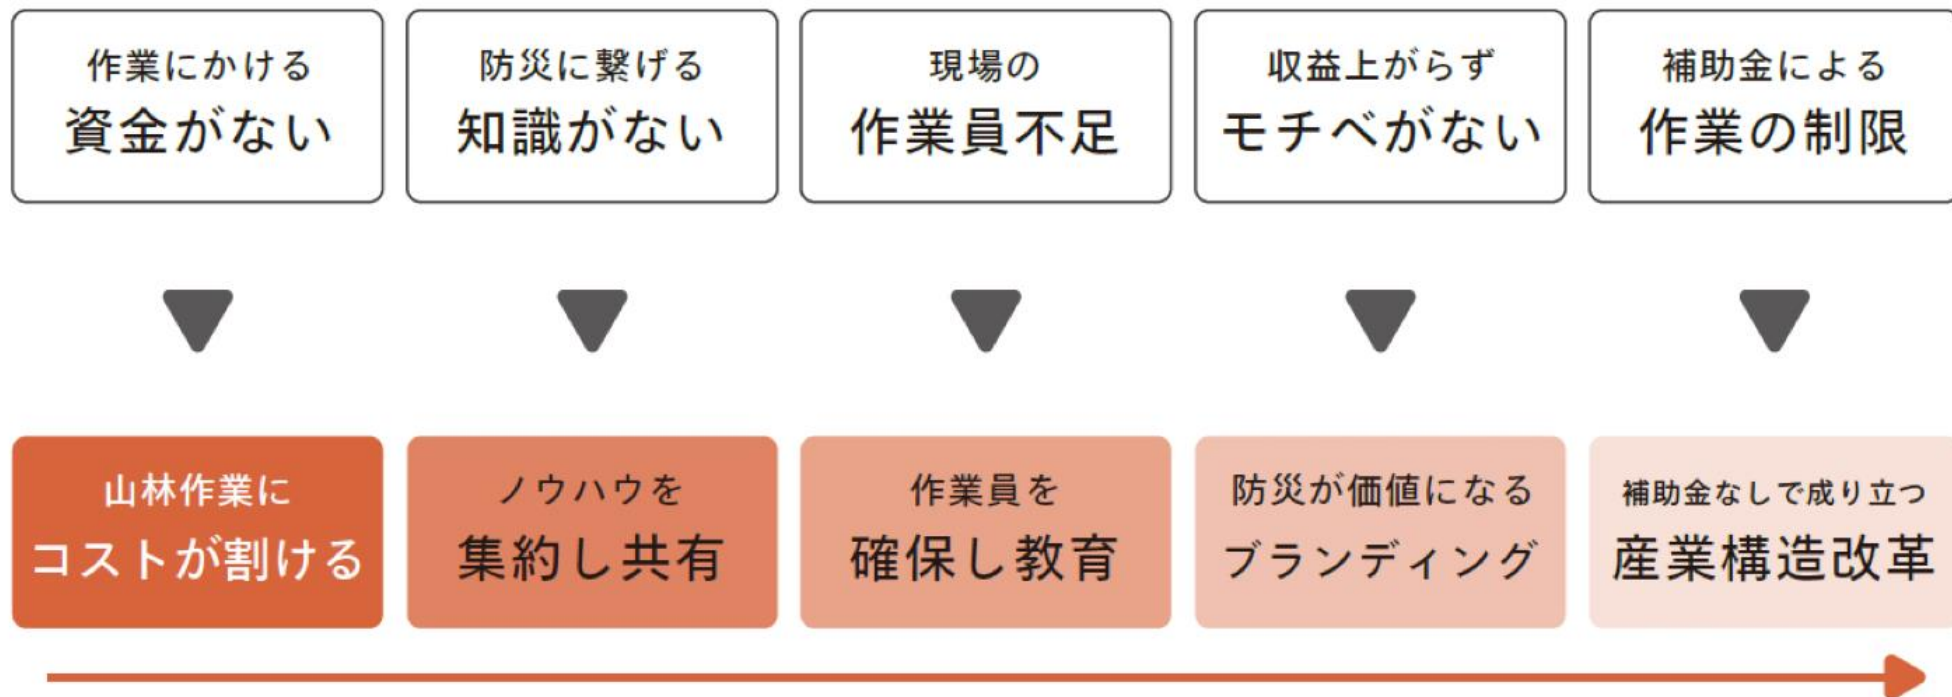 作業にかける
資金がない
防災に繋げる
知識がない
現場の
作業員不足
収益上がらず
モチベがない
補助金による
作業の制限
山林作業に
コストが割ける
ノウハウを
集約し共有
作業員を
確保し教育
防災が価値になる
ブランディング
補助金なしで成り立つ
産業構造改革